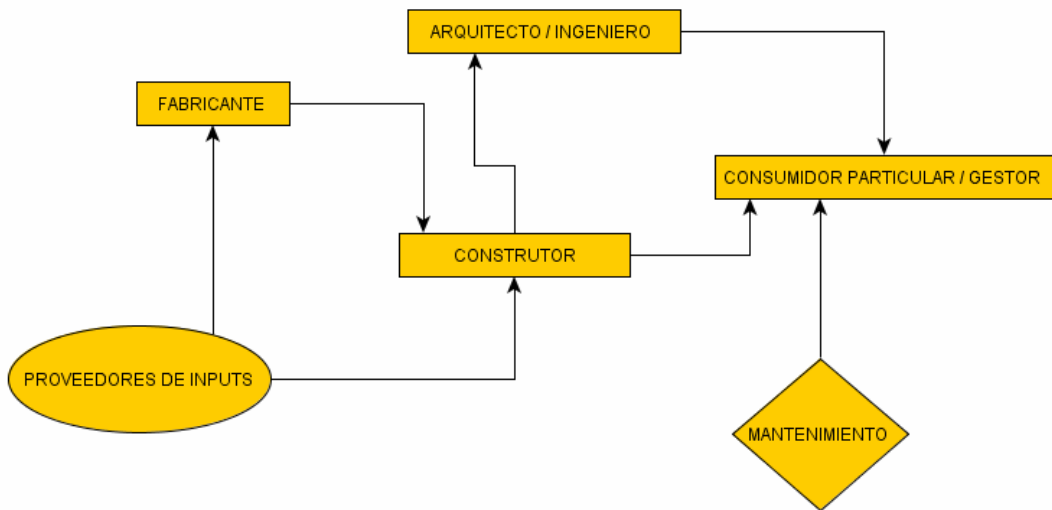 ARQUITECTO / INGENIERO
FABRICANTE
CONSUMIDOR PARTICULAR / GESTOR
CONSTRUTOR
PROVEEDORES DE INPUTS
MANTENIMIENTO